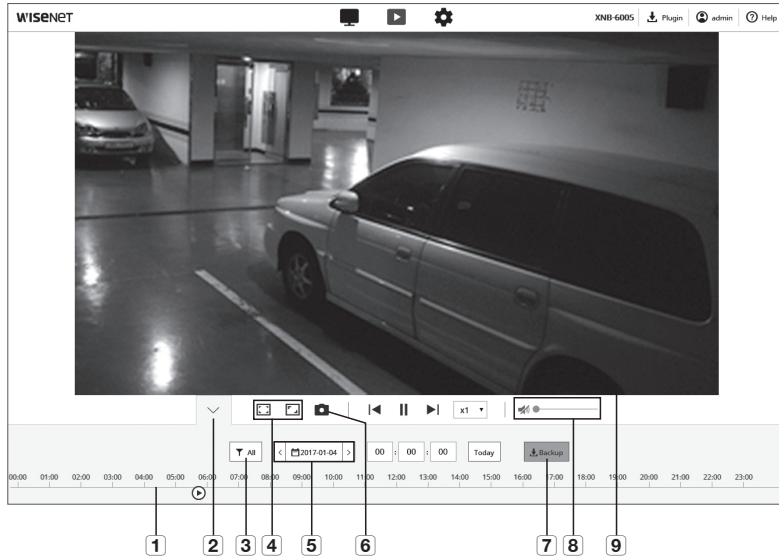 WISENET XNB-6005 Plugin admin ? Help
x1
All < 2017-01-04 > 00 : 00 : 00 Today Backup
00:00 01:00 02:00 03:00 04:00 05:00 06:00 07:00 08:00 09:00 10:00 11:00 12:00 13:00 14:00 15:00 16:00 17:00 18:00 19:00 20:00 21:00 22:00 23:00
1 2 3 4 5 6 7 8 9